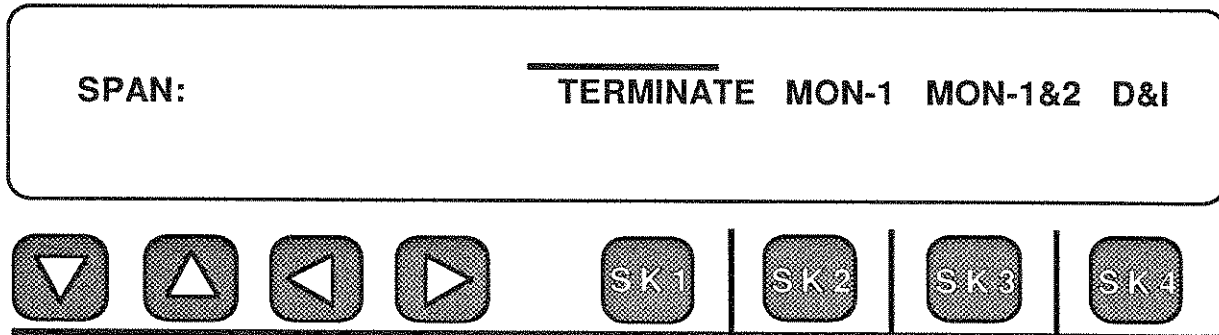 SPAN: TERMINATE MON-1 MON-1&2 D&I
SK1 SK2 SK3 SK4